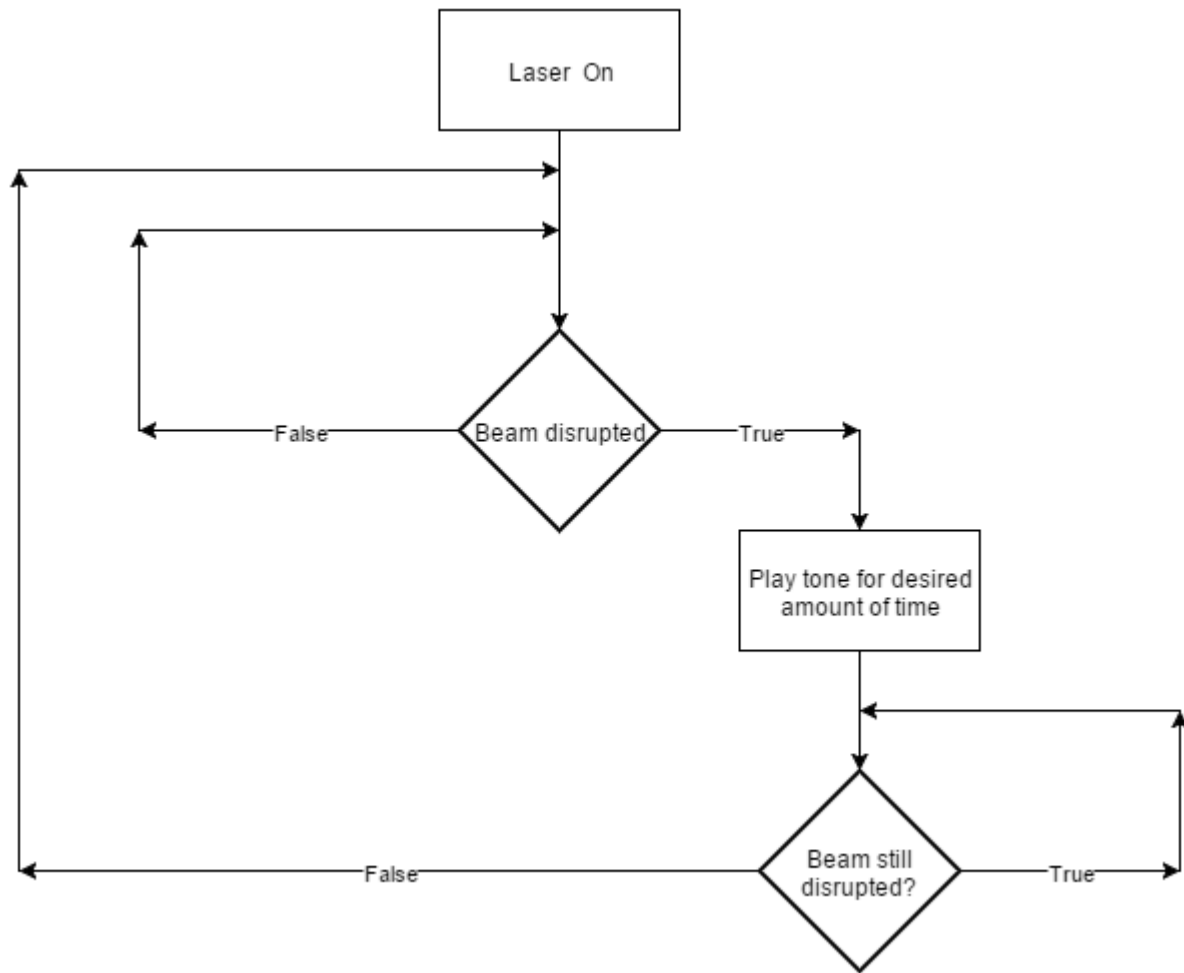 Laser On
False
Beam disrupted
True
Play tone for desired
amount of time
False
Beam still
disrupted?
True